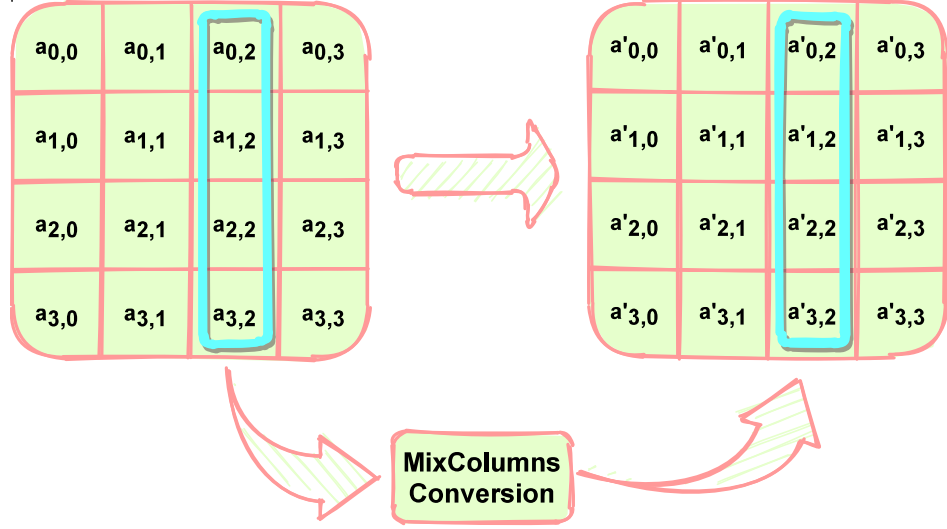 a0,0 a0,1 a0,2 a0,3 a'0,0 a'0,1 a'0,2 a'0,3
a1,0 a1,1 a1,2 a1,3 a'1,0 a'1,1 a'1,2 a'1,3
a2,0 a2,1 a2,2 a2,3 a'2,0 a'2,1 a'2,2 a'2,3
a3,0 a3,1 a3,2 a3,3 a'3,0 a'3,1 a'3,2 a'3,3
MixColumns
Conversion